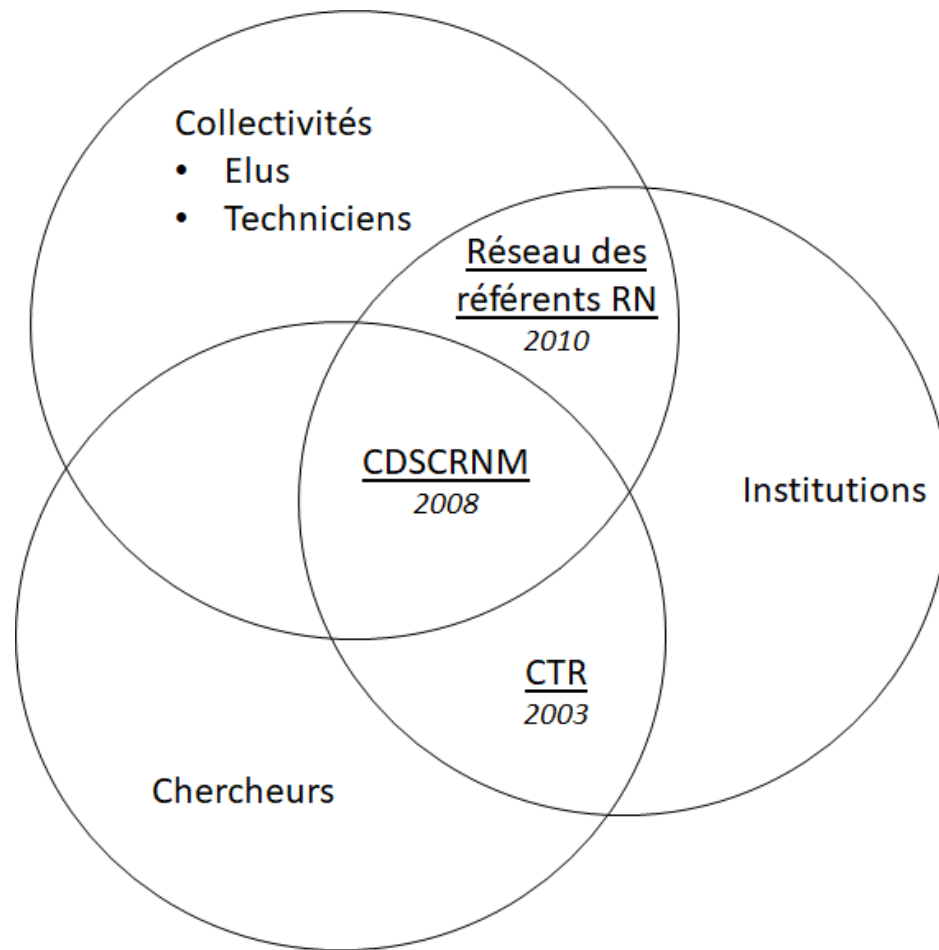 Collectivités
• Elus
• Techniciens
Réseau des
référents RN
2010
CDSCRNM
2008
Institutions
CTR
2003
Chercheurs